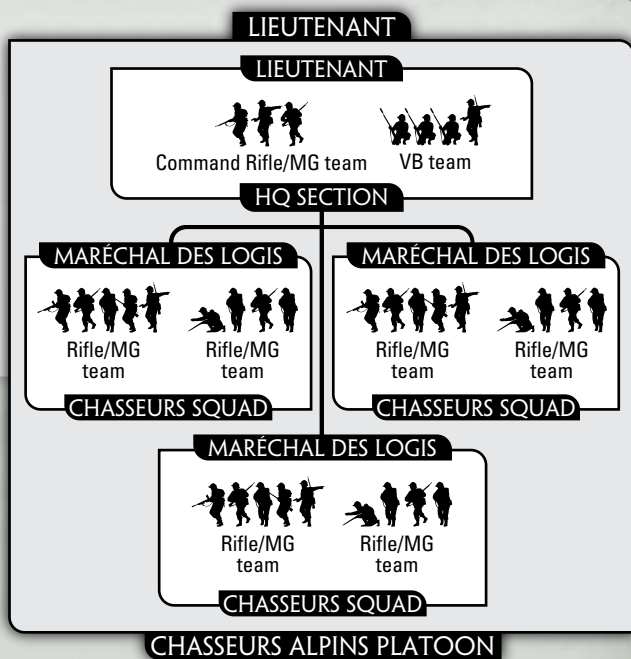 LIEUTENANT
LIEUTENANT
Command Rifle/MG team
VB team
HQ SECTION
MARÉCHAL DES LOGIS
Rifle/MG
team
Rifle/MG
team
CHASSEURS SQUAD
MARÉCHAL DES LOGIS
Rifle/MG
team
Rifle/MG
team
CHASSEURS SQUAD
MARÉCHAL DES LOGIS
Rifle/MG
team
Rifle/MG
team
CHASSEURS SQUAD
CHASSEURS ALPINS PLATOON